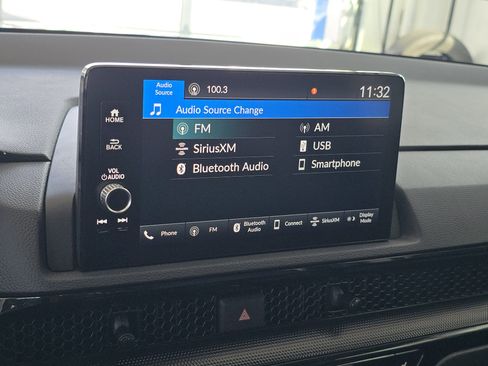 Audio Source
100.3
11:32
Audio Source Change
HOME
FM
AM
BACK
SiriusXM
USB
VOL
AUDIO
Bluetooth Audio
Smartphone
Phone
FM
Bluetooth Audio
Connect
SiriusXM
Display Mode